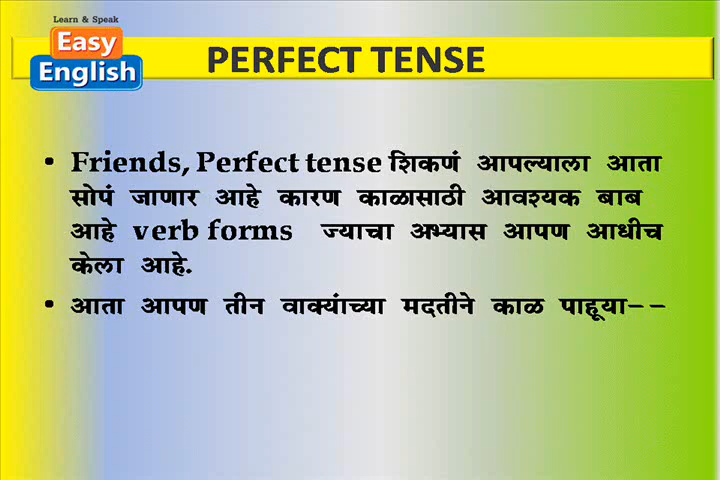 Learn & Speak
Easy
English
PERFECT TENSE
• Friends, Perfect tense शिकणं आपल्याला आता
सोपं जाणार आहे कारण काळासाठी आवश्यक बाब
आहे verb forms ज्याचा अभ्यास आपण आधीच
केला आहे.
• आता आपण तीन वाक्यांच्या मदतीने काळ पाहूया--